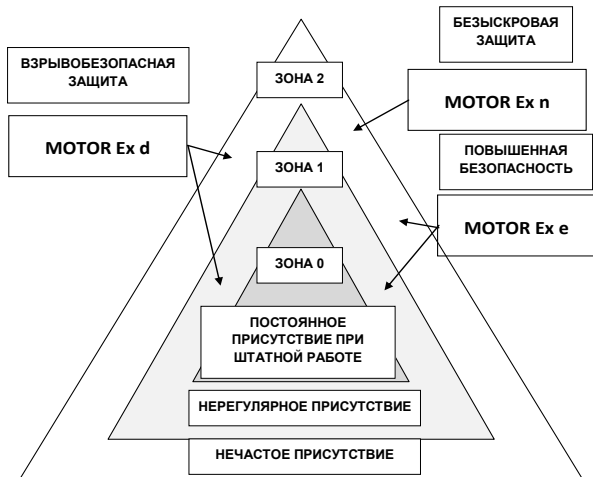 БЕЗЫСКРОВАЯ
ЗАЩИТА
ВЗРЫВОБЕЗОПАСНАЯ
ЗАЩИТА
ЗОНА 2
MOTOR Ex n
MOTOR Ex d
ПОВЫШЕННАЯ
БЕЗОПАСНОСТЬ
ЗОНА 1
MOTOR Ex e
ЗОНА 0
ПОСТОЯННОЕ
ПРИСУТСТВИЕ ПРИ
ШТАТНОЙ РАБОТЕ
НЕРЕГУЛЯРНОЕ ПРИСУТСТВИЕ
НЕЧАСТОЕ ПРИСУТСТВИЕ